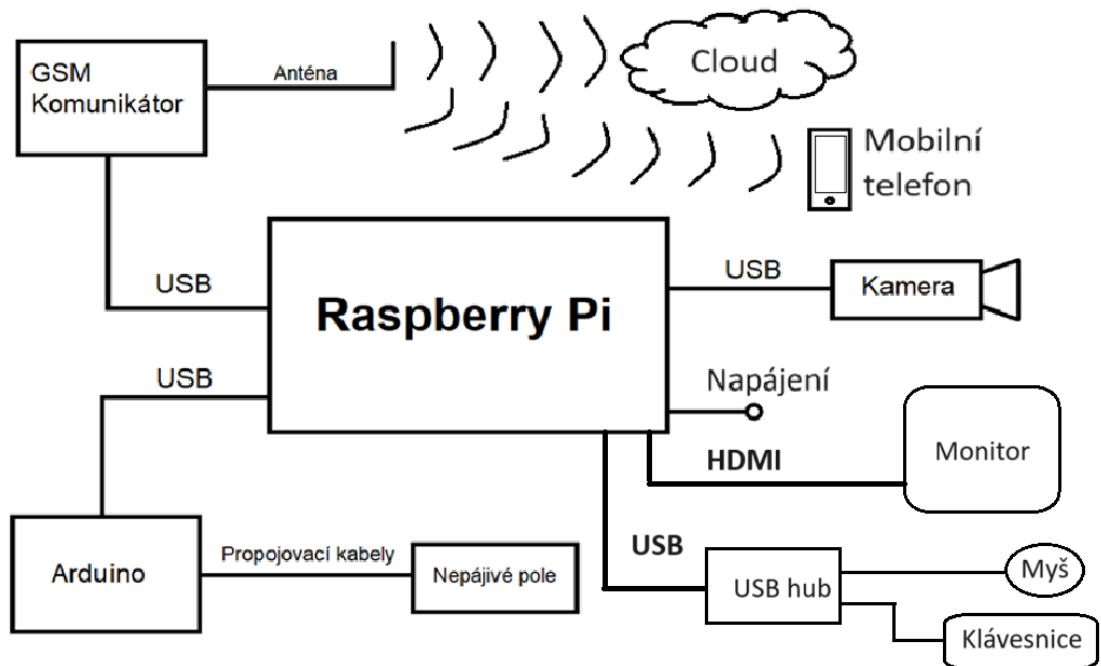 GSM
Komunikátor
Anténa
Cloud
Mobilní
telefon
USB
USB
Kamera
Raspberry Pi
USB
Napájení
HDMI
Monitor
Arduino
Propojovací kabely
Nepájivé pole
USB
USB hub
Myš
Klávesnice